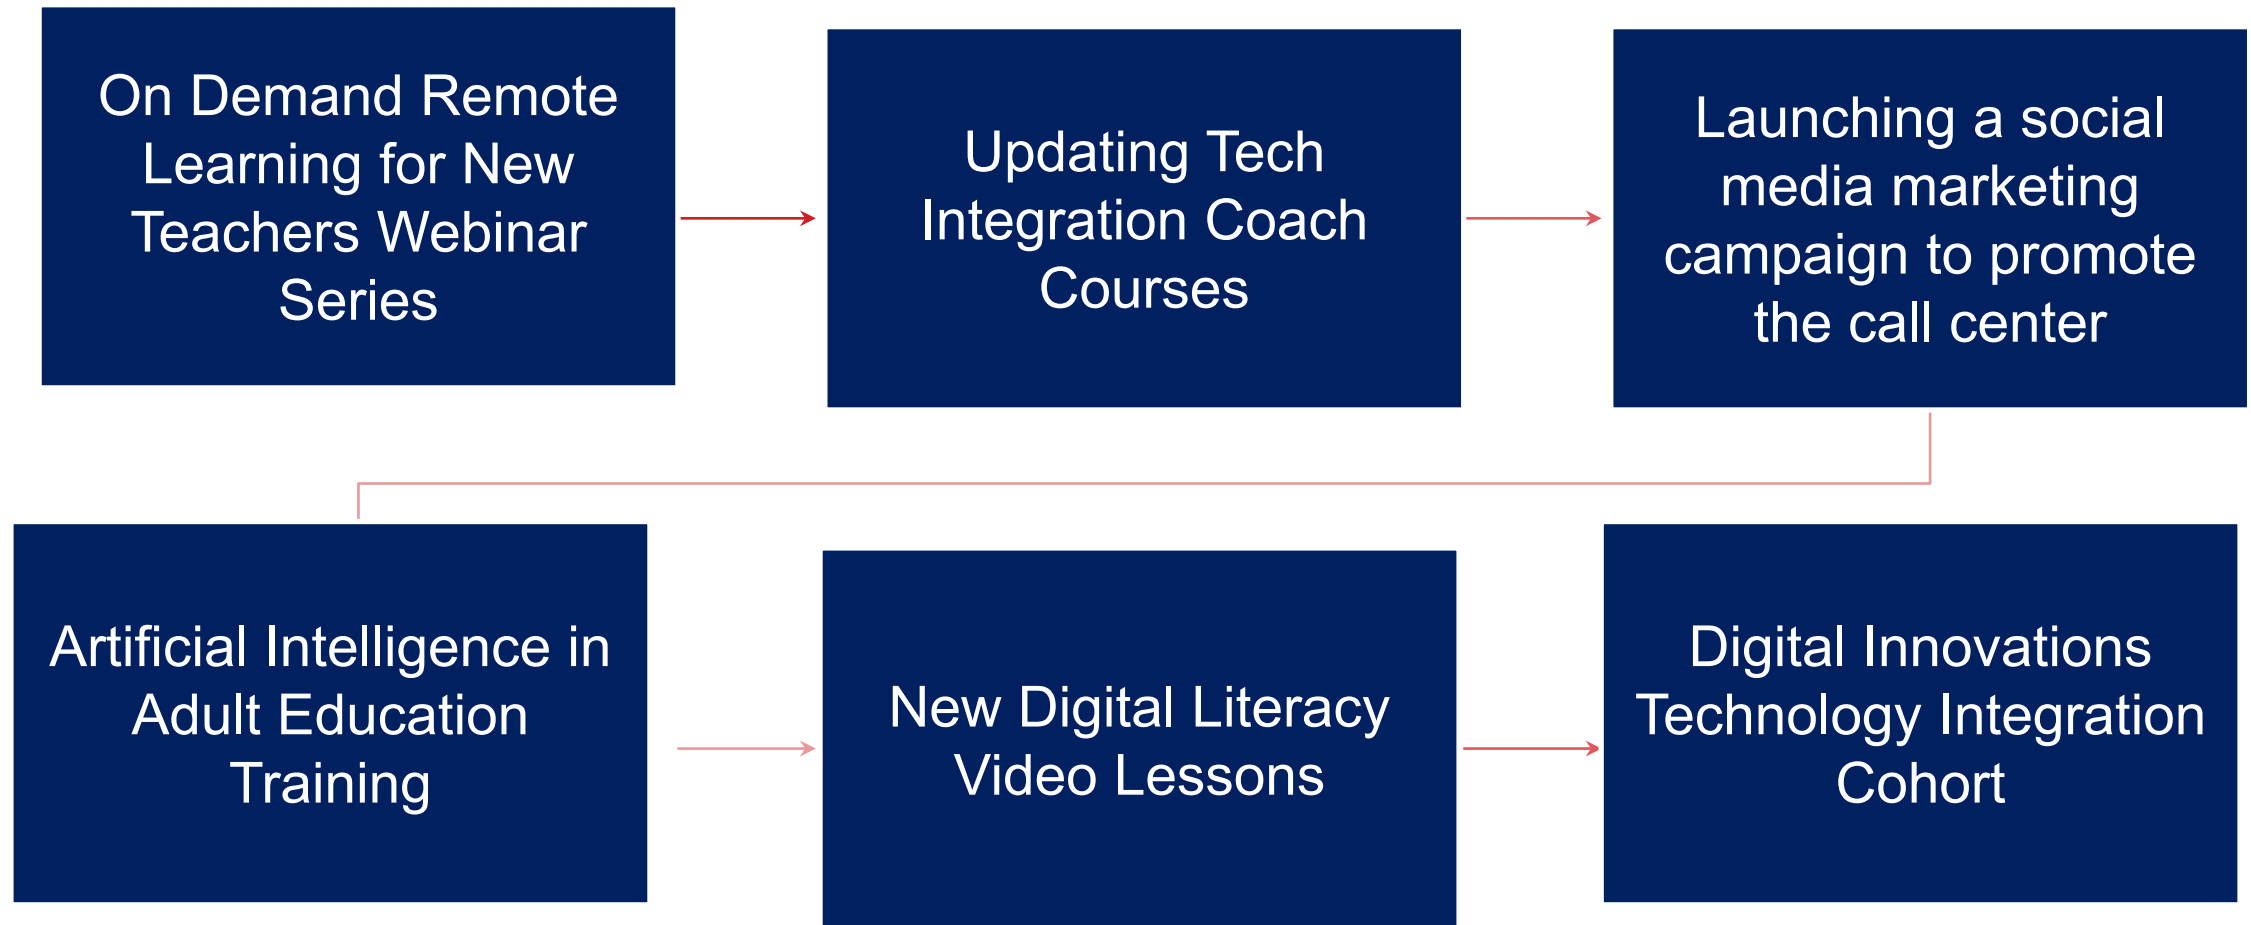 On Demand Remote
Learning for New
Teachers Webinar
Series
Updating Tech
Integration Coach
Courses
Launching a social
media marketing
campaign to promote
the call center
Artificial Intelligence in
Adult Education
Training
New Digital Literacy
Video Lessons
Digital Innovations
Technology Integration
Cohort